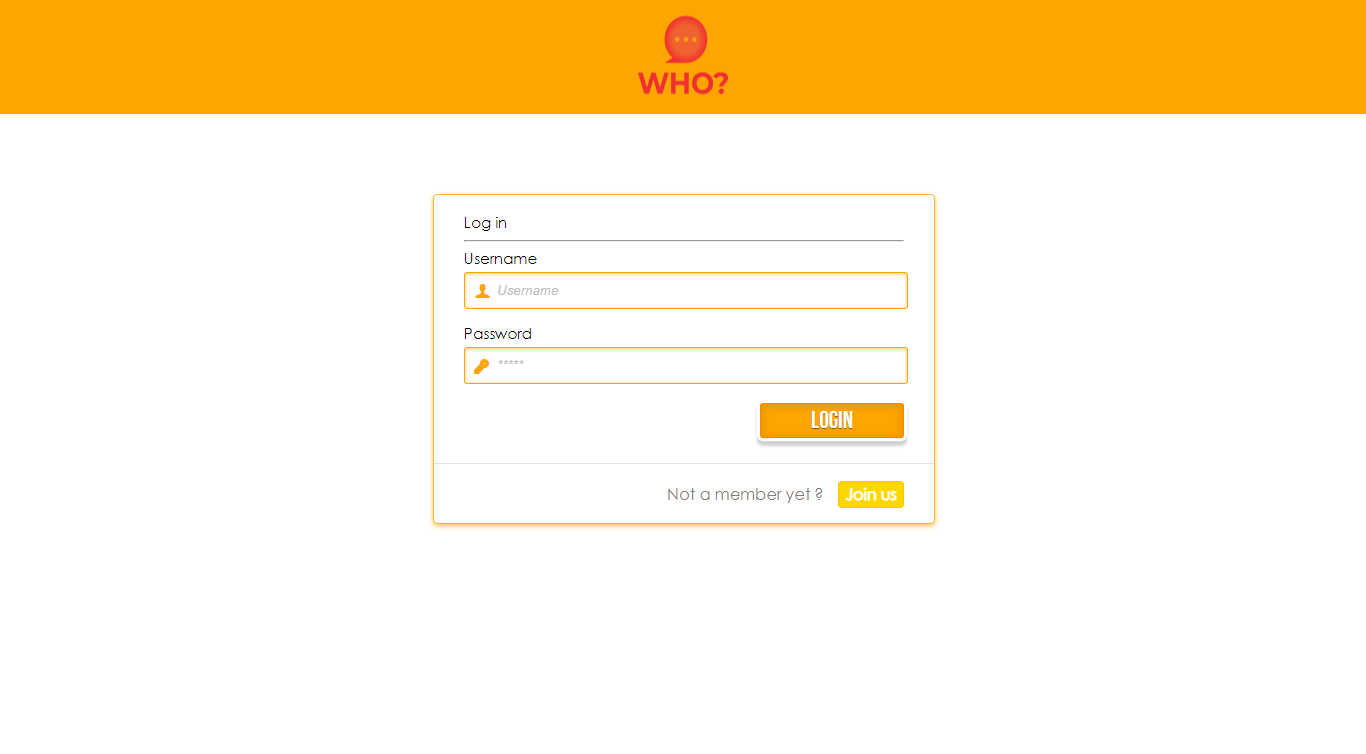 WHO?
Log in
Username
Username
Password
*****
LOGIN
Not a member yet ? Join us